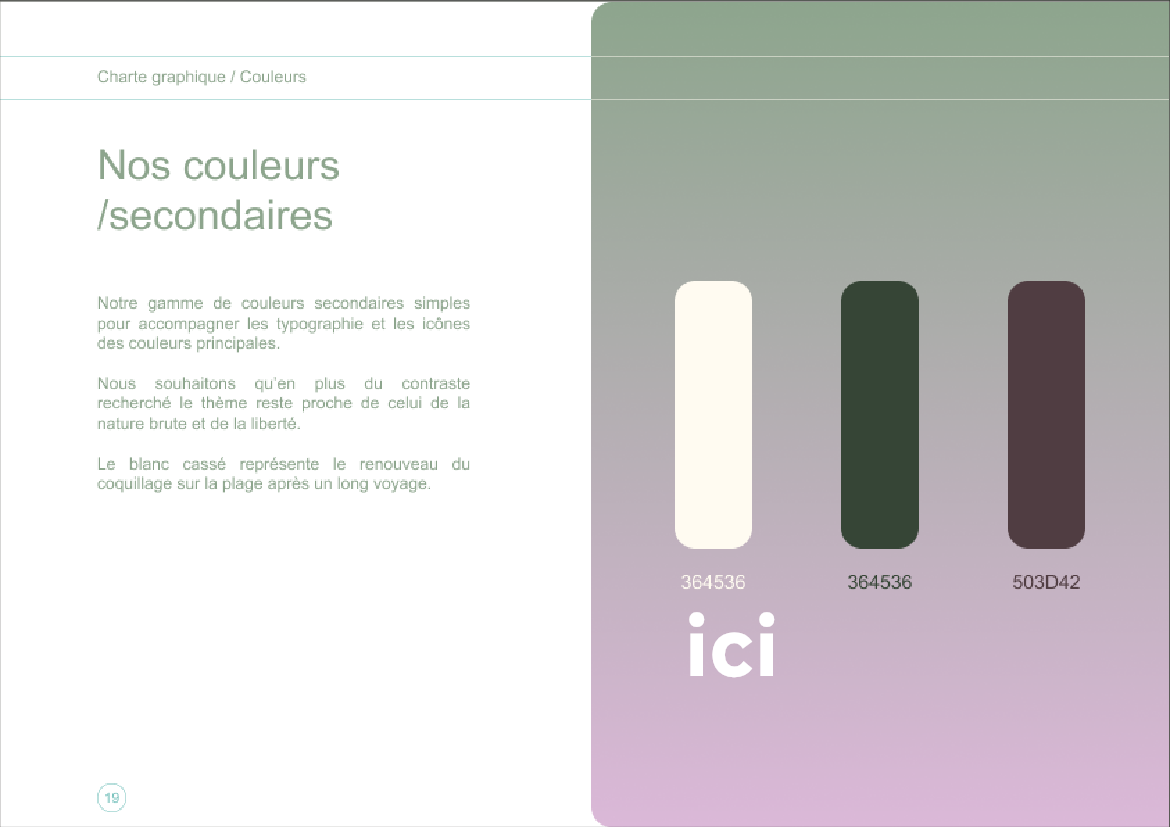 Charte graphique / Couleurs
Nos couleurs
/secondaires
Notre gamme de couleurs secondaires simples
pour accompagner les typographie et les icônes
des couleurs principales.
Nous souhaitons qu'en plus du contraste
recherché le thème reste proche de celui de la
nature brute et de la liberté.
Le blanc cassé représente le renouveau du
coquillage sur la plage après un long voyage.
364536 364536 503D42
ici
19